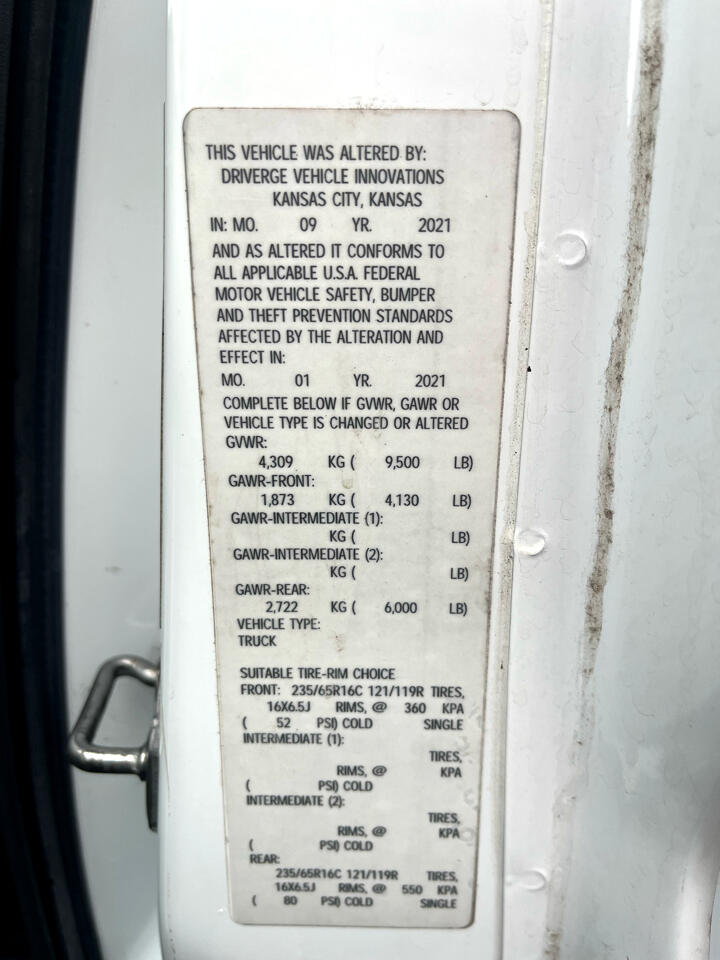 THIS VEHICLE WAS ALTERED BY:
DRIVERGE VEHICLE INNOVATIONS
KANSAS CITY, KANSAS
IN: MO. 09 YR. 2021
AND AS ALTERED IT CONFORMS TO
ALL APPLICABLE U.S.A. FEDERAL
MOTOR VEHICLE SAFETY, BUMPER
AND THEFT PREVENTION STANDARDS
AFFECTED BY THE ALTERATION AND
EFFECT IN:
MO. 01 YR. 2021
COMPLETE BELOW IF GVWR, GAWR OR
VEHICLE TYPE IS CHANGED OR ALTERED
GVWR:
4,309 KG ( 9,500 LB)
GAWR-FRONT:
1,873 KG ( 4,130 LB)
GAWR-INTERMEDIATE (1):
KG ( LB)
GAWR-INTERMEDIATE (2):
KG ( LB)
GAWR-REAR:
2,722 KG ( 6,000 LB)
VEHICLE TYPE:
TRUCK
SUITABLE TIRE-RIM CHOICE
FRONT: 235/65R16C 121/119R TIRES,
16X6.5J RIMS, @ 360 KPA
( 52 PSI) COLD SINGLE
INTERMEDIATE (1):
TIRES,
RIMS, @ KPA
( PSI) COLD
INTERMEDIATE (2):
TIRES,
RIMS, @ KPA
( PSI) COLD
REAR:
235/65R16C 121/119R TIRES,
16X6.5J RIMS, @ 550 KPA
( 80 PSI) COLD SINGLE